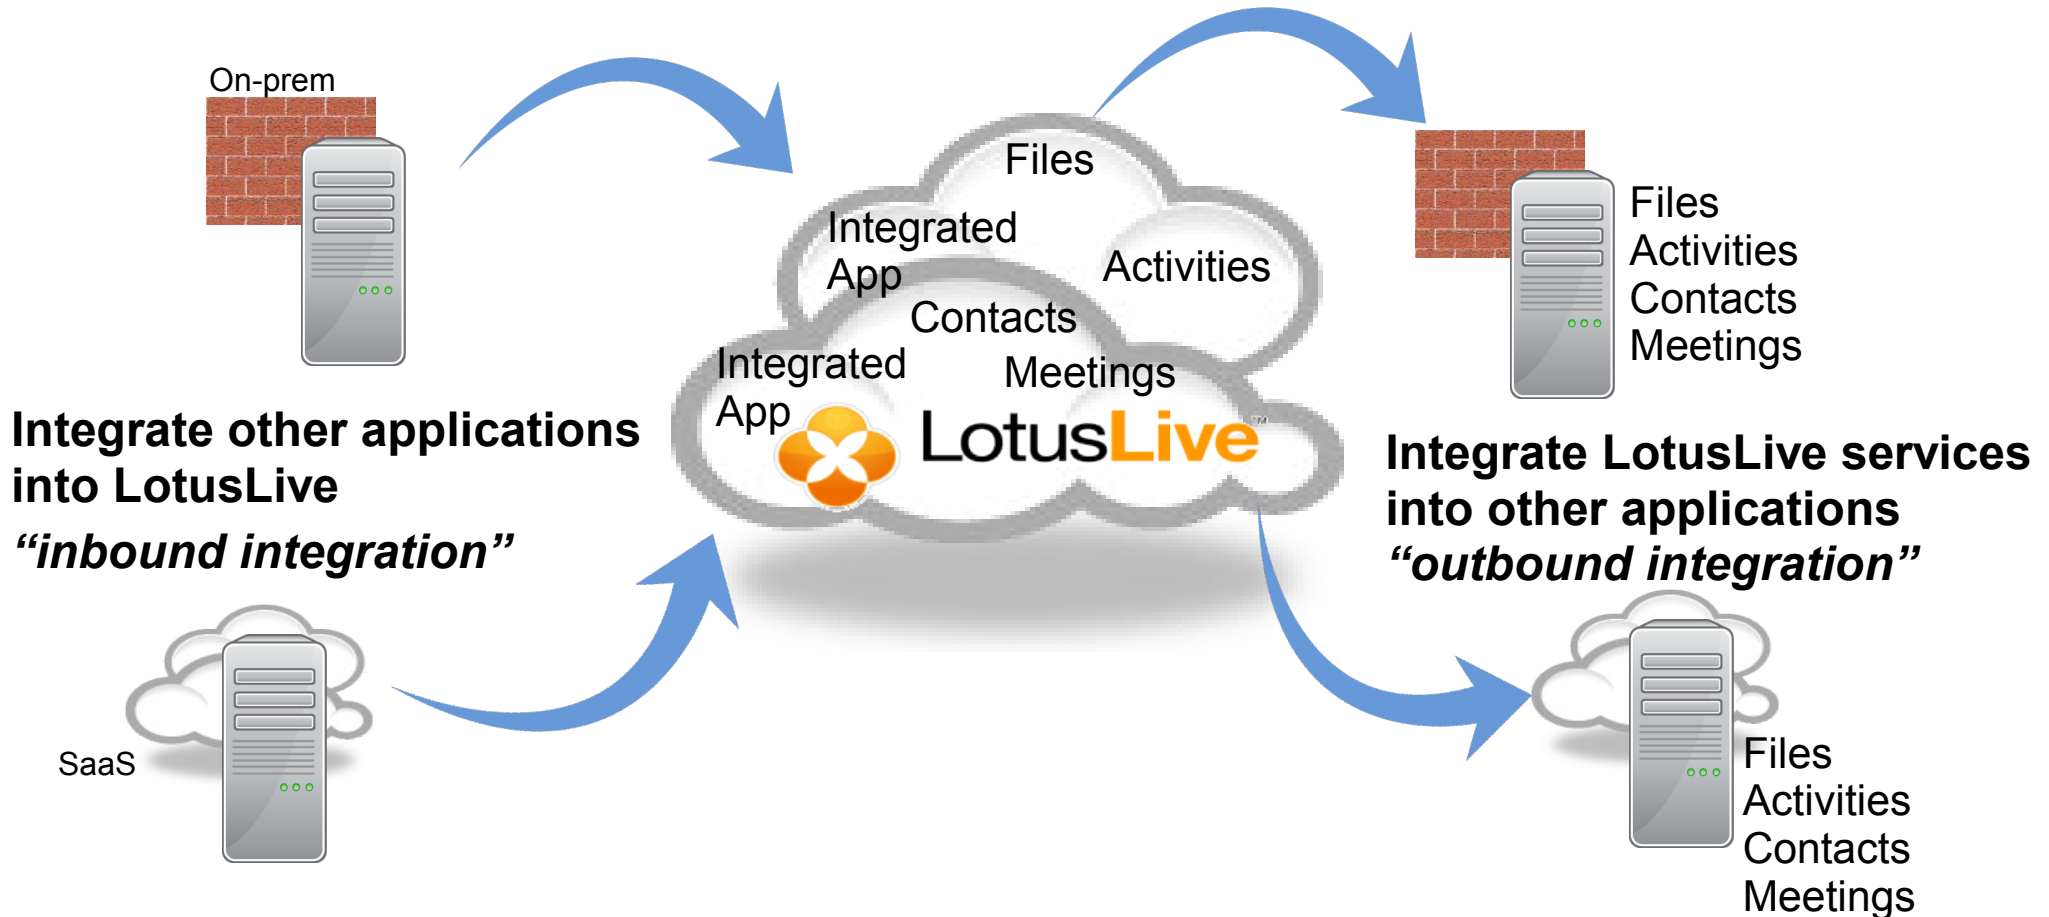 On-prem
Integrate other applications
into LotusLive
“inbound integration”
SaaS
Files
Integrated
App
Activities
Contacts
Integrated
App
Meetings
LotusLive™
Files
Activities
Contacts
Meetings
Integrate LotusLive services
into other applications
“outbound integration”
Files
Activities
Contacts
Meetings